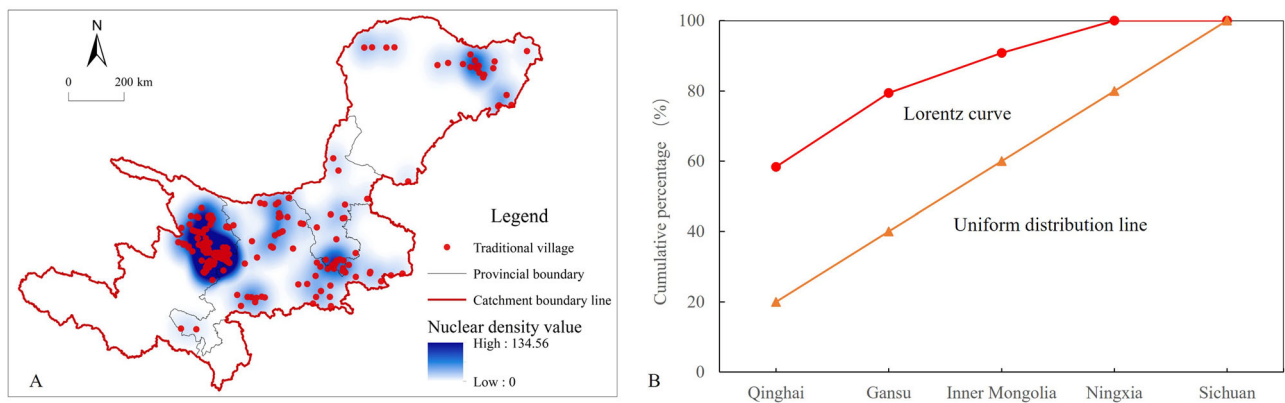 N
0 200 km
Legend
Traditional village
Provincial boundary
Catchment boundary line
Nuclear density value
High : 134.56
Low : 0
A
Cumulative percentage (%)
100
80
60
40
20
0
Lorentz curve
Uniform distribution line
B
Qinghai Gansu Inner Mongolia Ningxia Sichuan